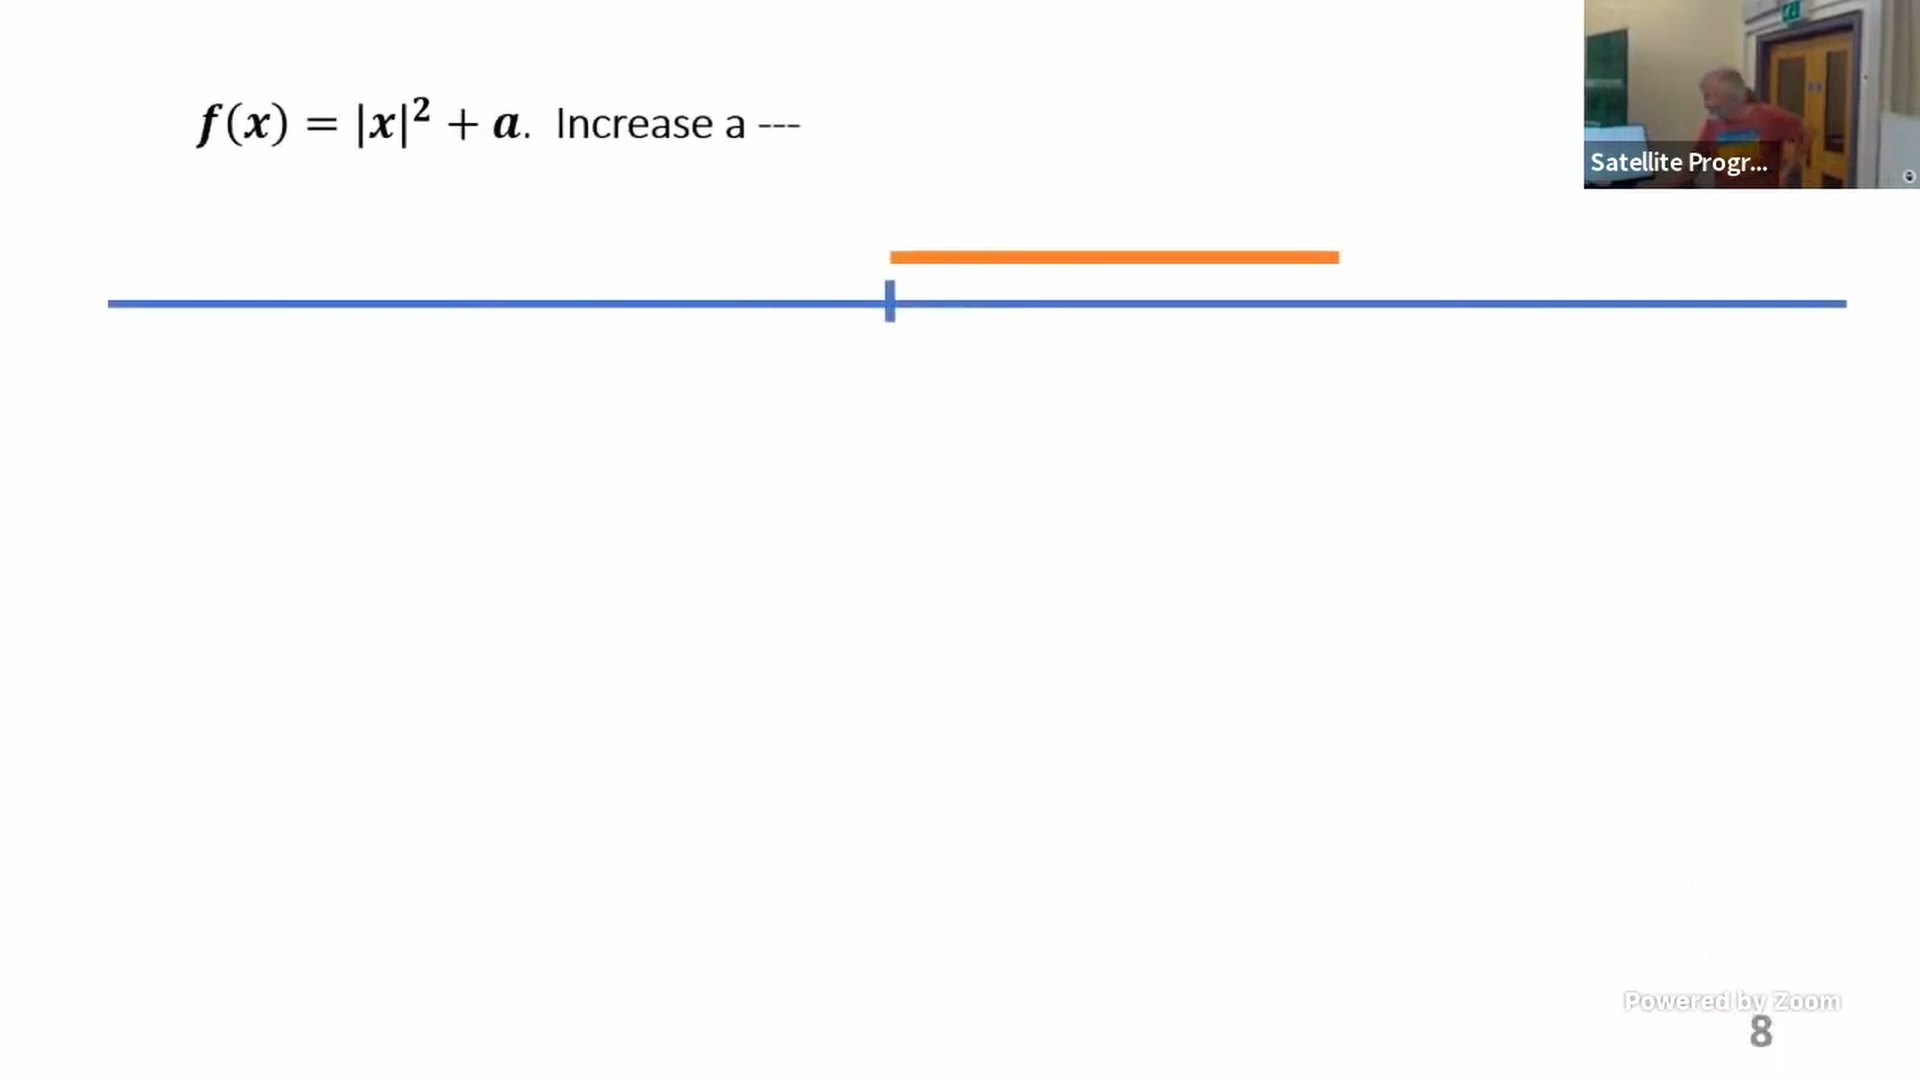 f(x) = |x|² + a. Increase a ---
Satellite Progr...
Powered by Zoom
8